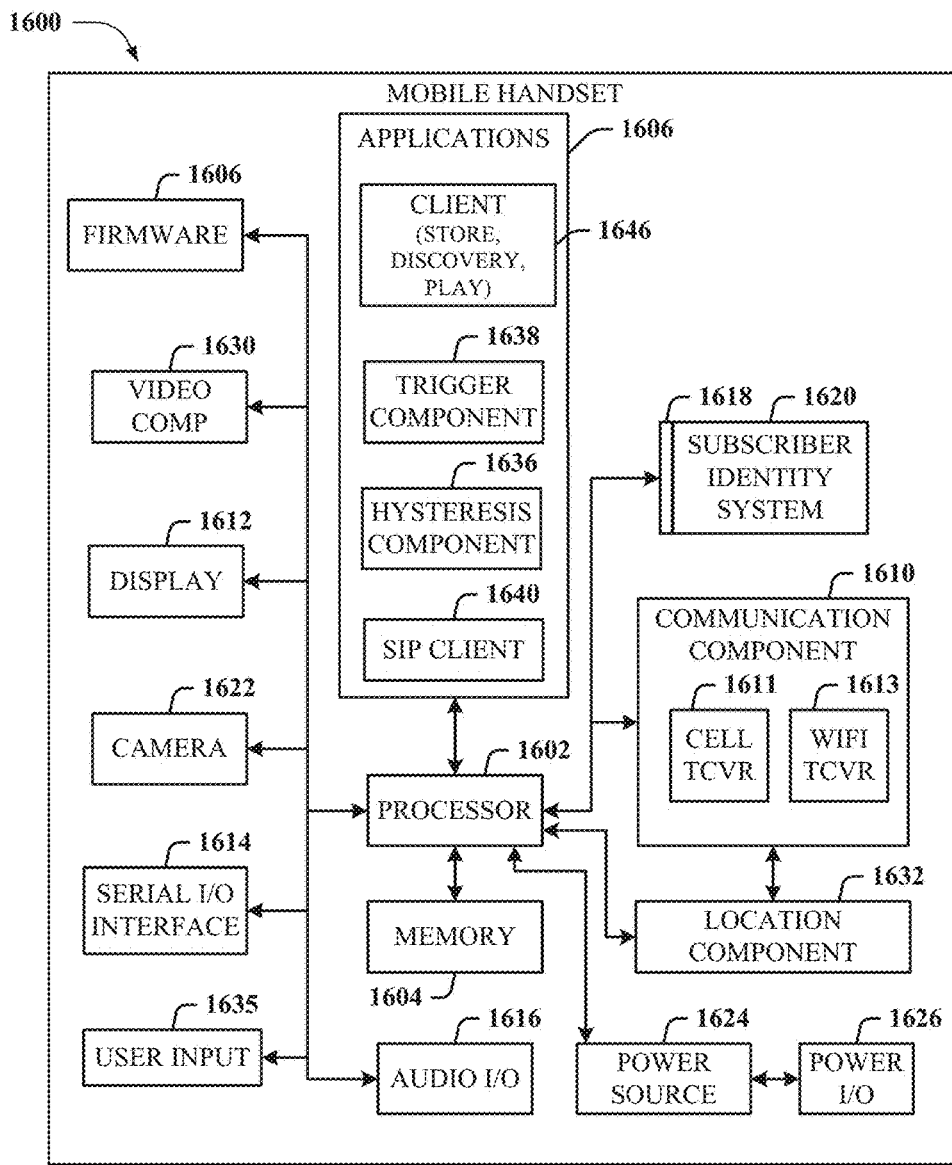 1600
MOBILE HANDSET
APPLICATIONS
1606
CLIENT
(STORE,
DISCOVERY,
PLAY)
1646
1638
TRIGGER
COMPONENT
1636
HYSTERESIS
COMPONENT
1640
SIP CLIENT
1606
FIRMWARE
1630
VIDEO
COMP
1612
DISPLAY
1622
CAMERA
1614
SERIAL I/O
INTERFACE
1635
USER INPUT
1602
PROCESSOR
MEMORY
1604
1616
AUDIO I/O
1618
1620
SUBSCRIBER
IDENTITY
SYSTEM
1610
COMMUNICATION
COMPONENT
1611
CELL
TCVR
1613
WIFI
TCVR
1632
LOCATION
COMPONENT
1624
POWER
SOURCE
1626
POWER
I/O